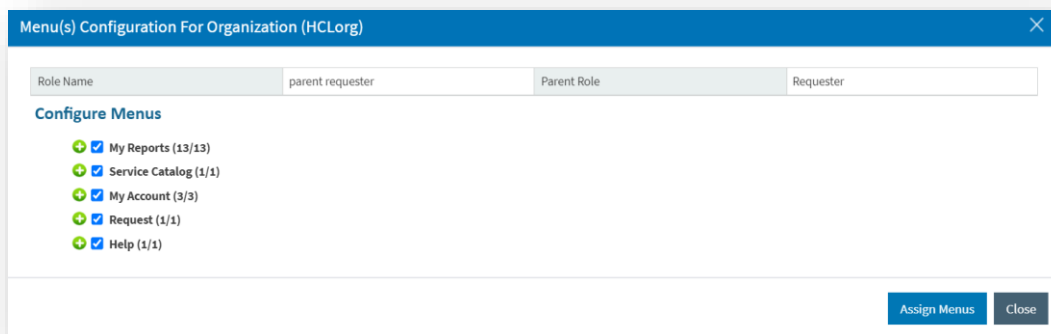 Menu(s) Configuration For Organization (HCLorg)
Role Name parent requester Parent Role Requester
Configure Menus
My Reports (13/13)
Service Catalog (1/1)
My Account (3/3)
Request (1/1)
Help (1/1)
Assign Menus Close